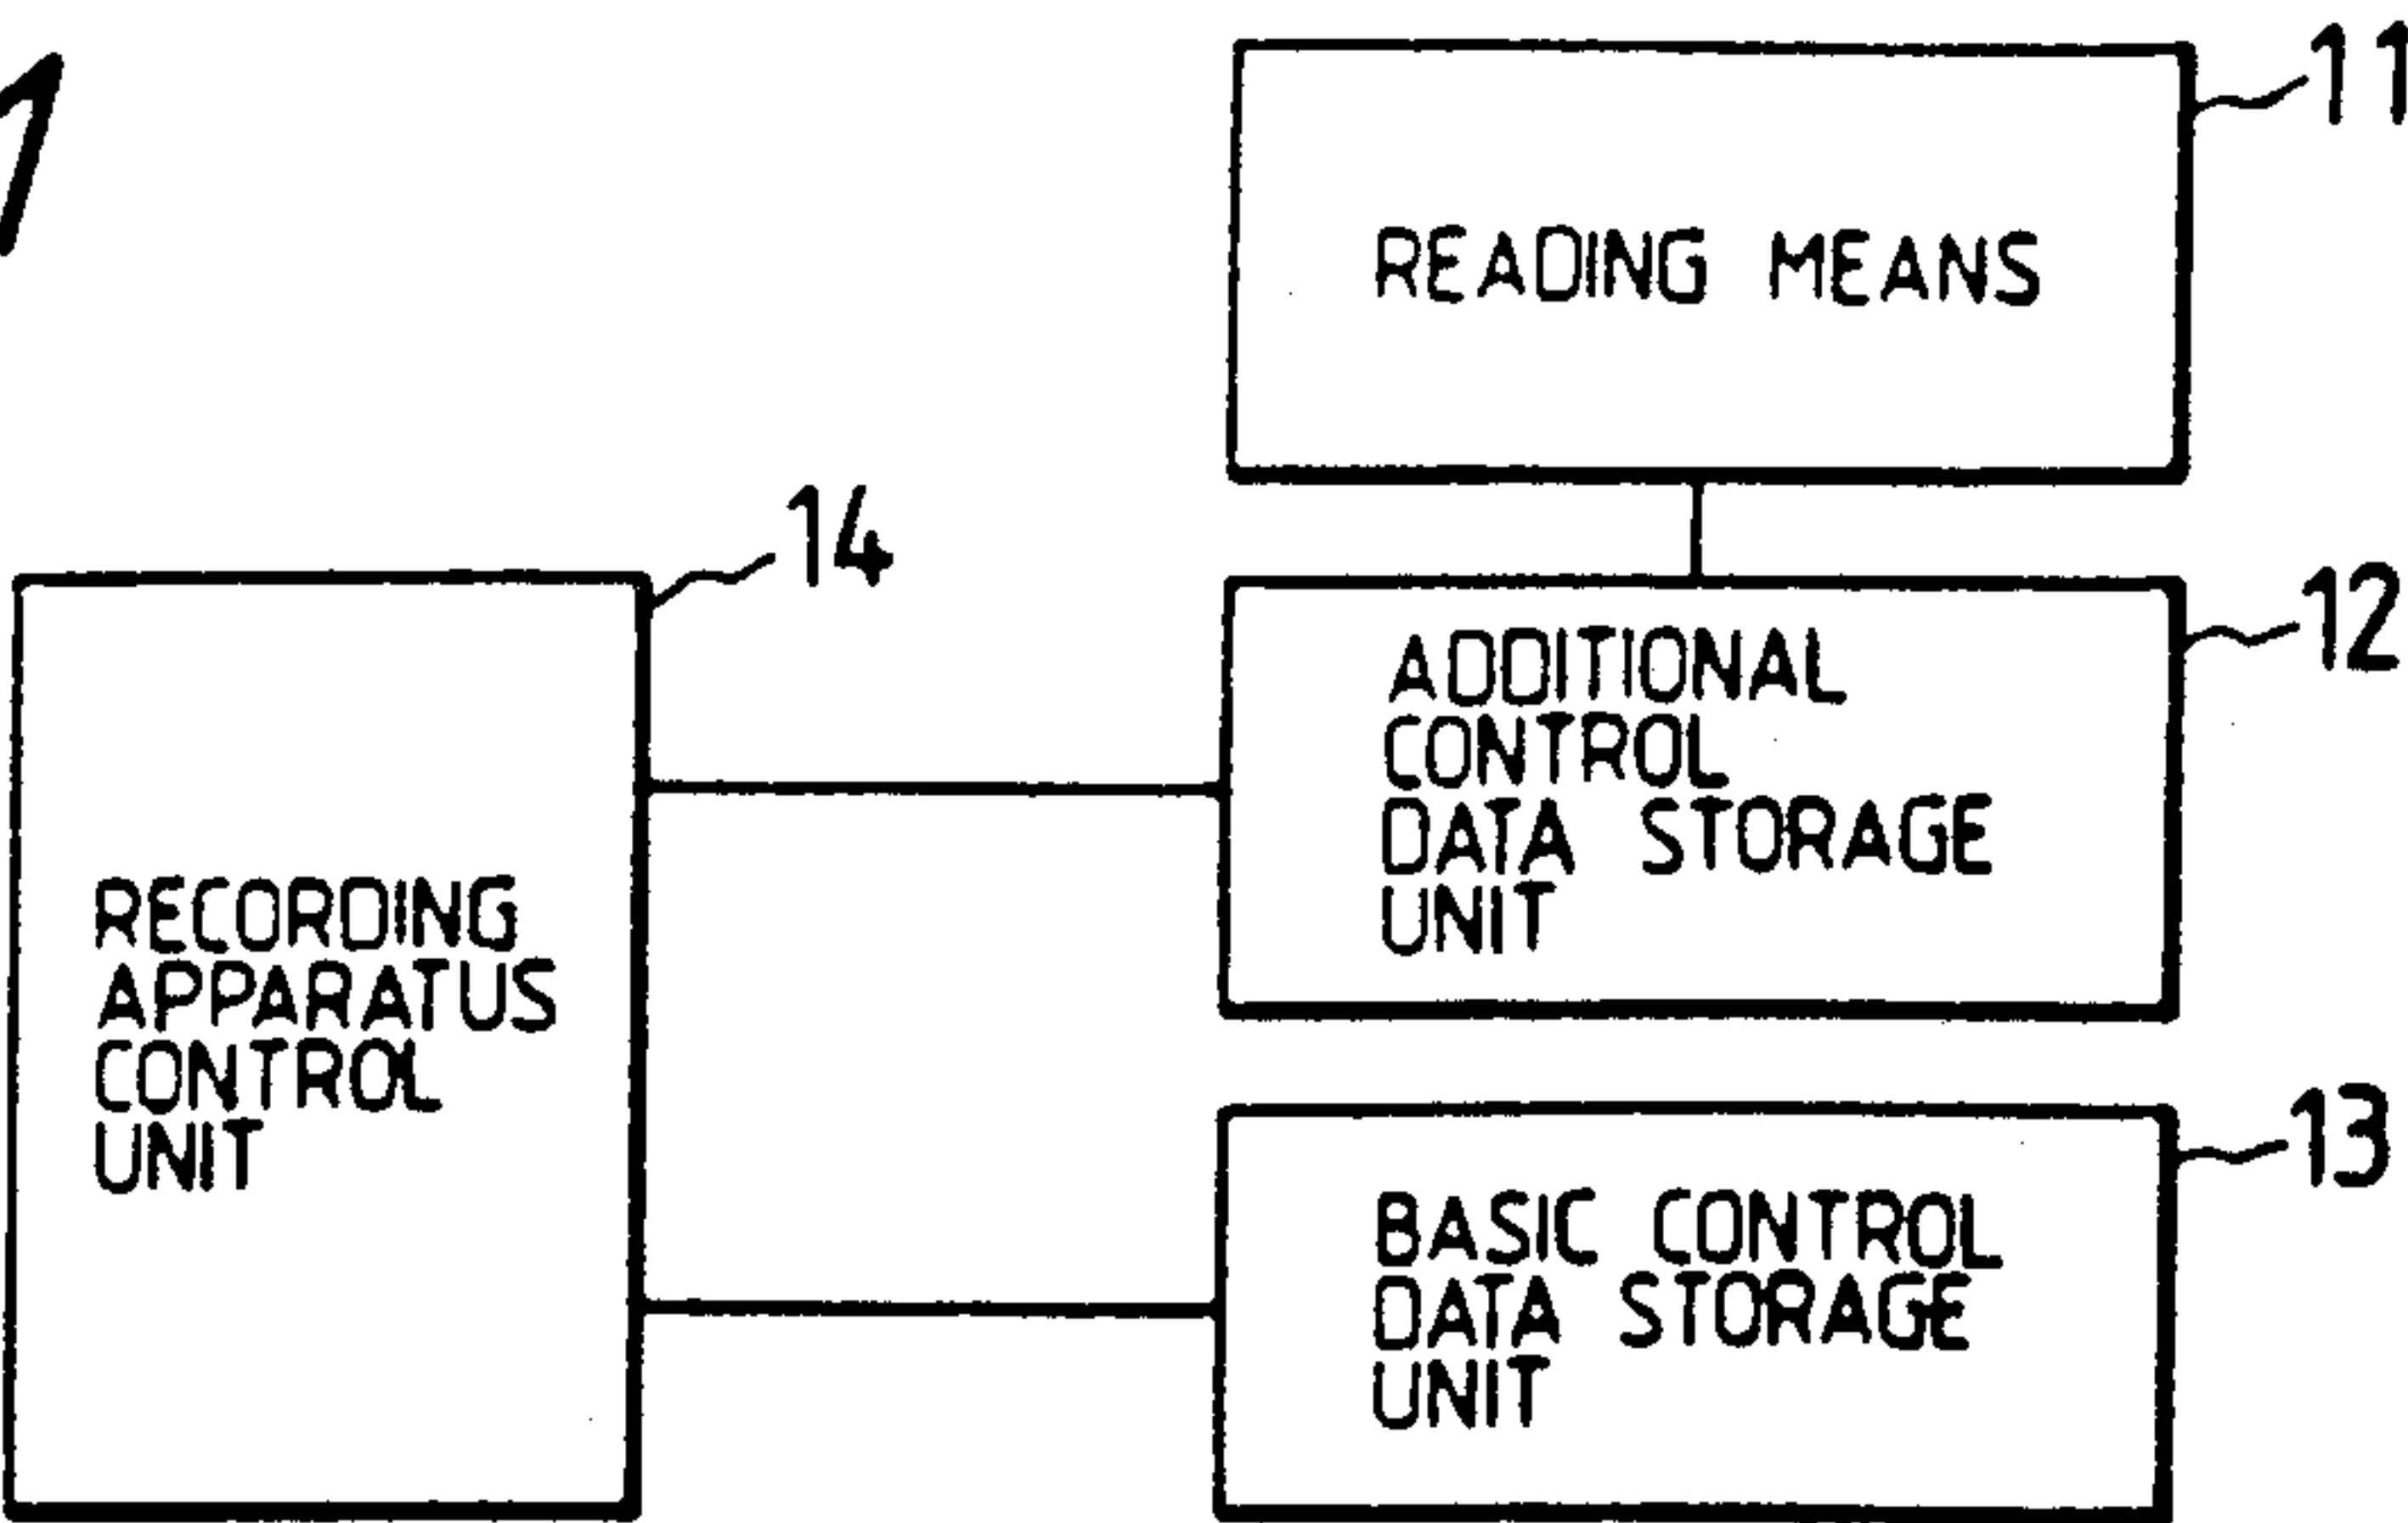 1
11
READING MEANS
14
12
ADDITIONAL
CONTROL
DATA STORAGE
UNIT
RECORDING
APPARATUS
CONTROL
UNIT
13
BASIC CONTROL
DATA STORAGE
UNIT